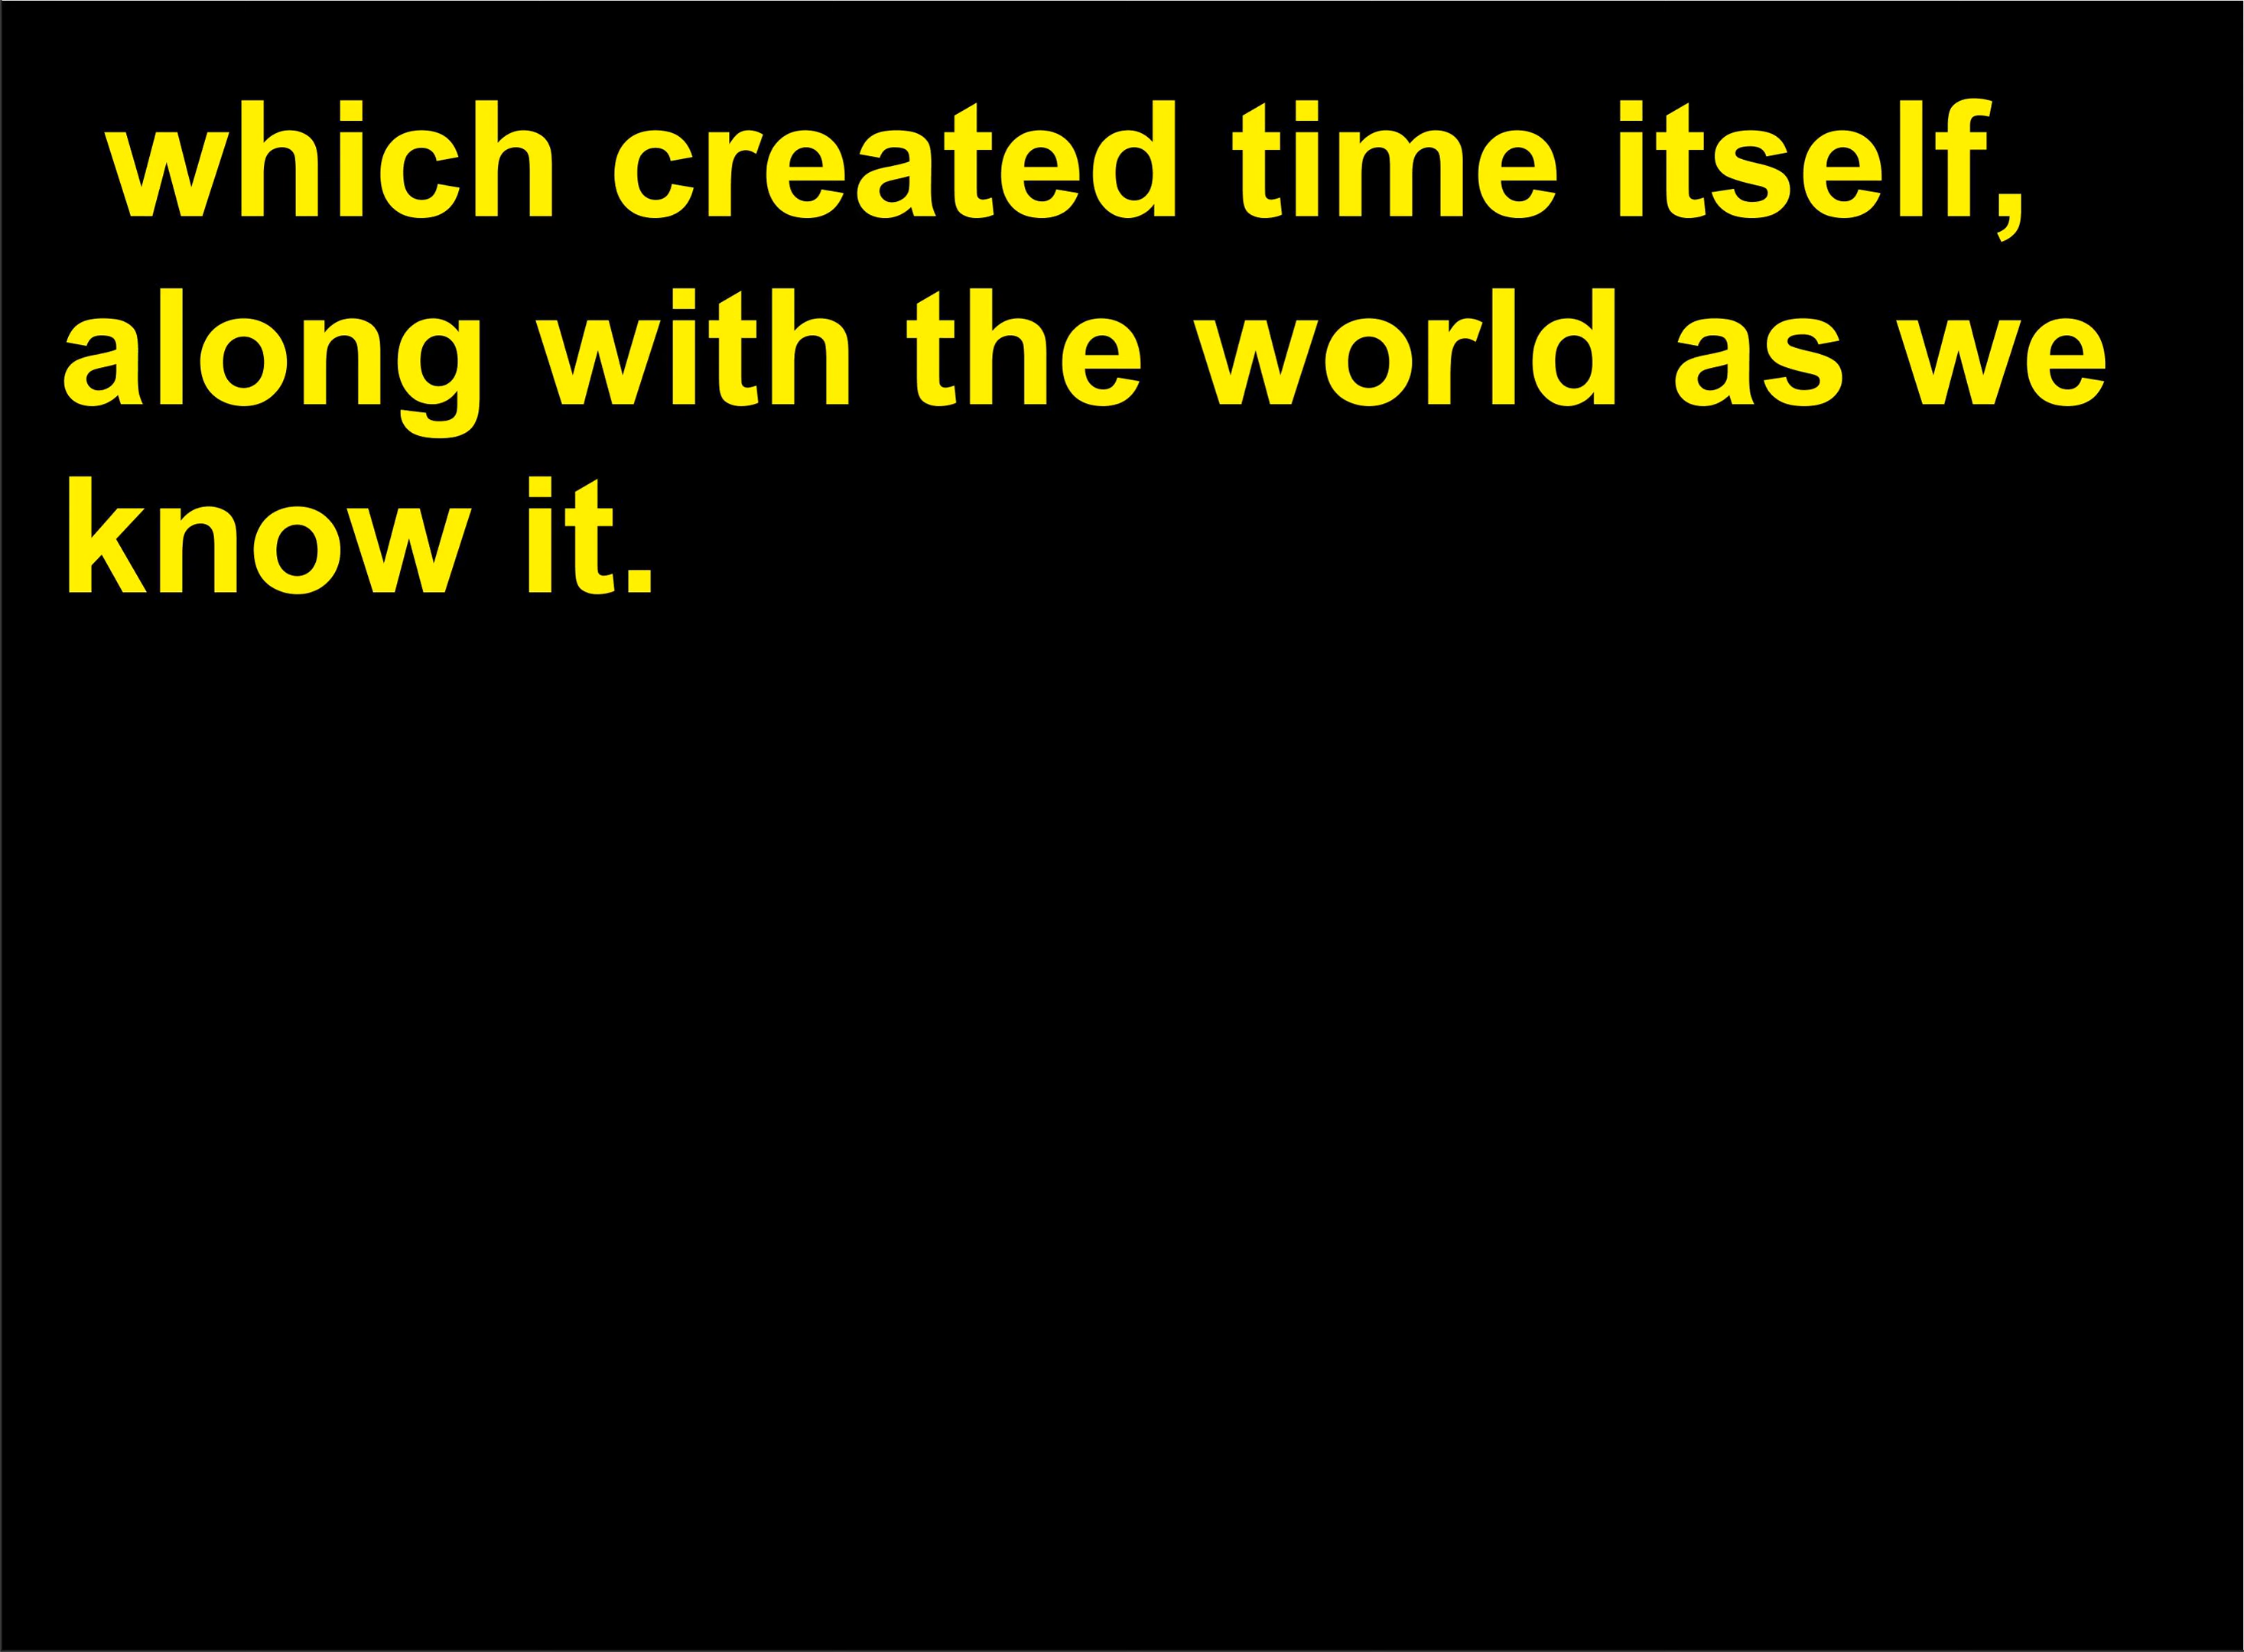 which created time itself,
along with the world as we
know it.